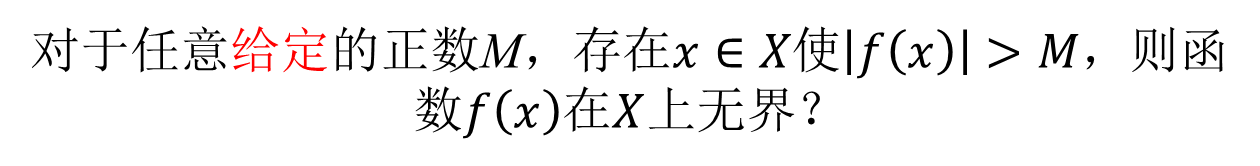 对于任意给定的正数M，存在x ∈ X使|f(x)| > M，则函
数f(x)在X上无界？